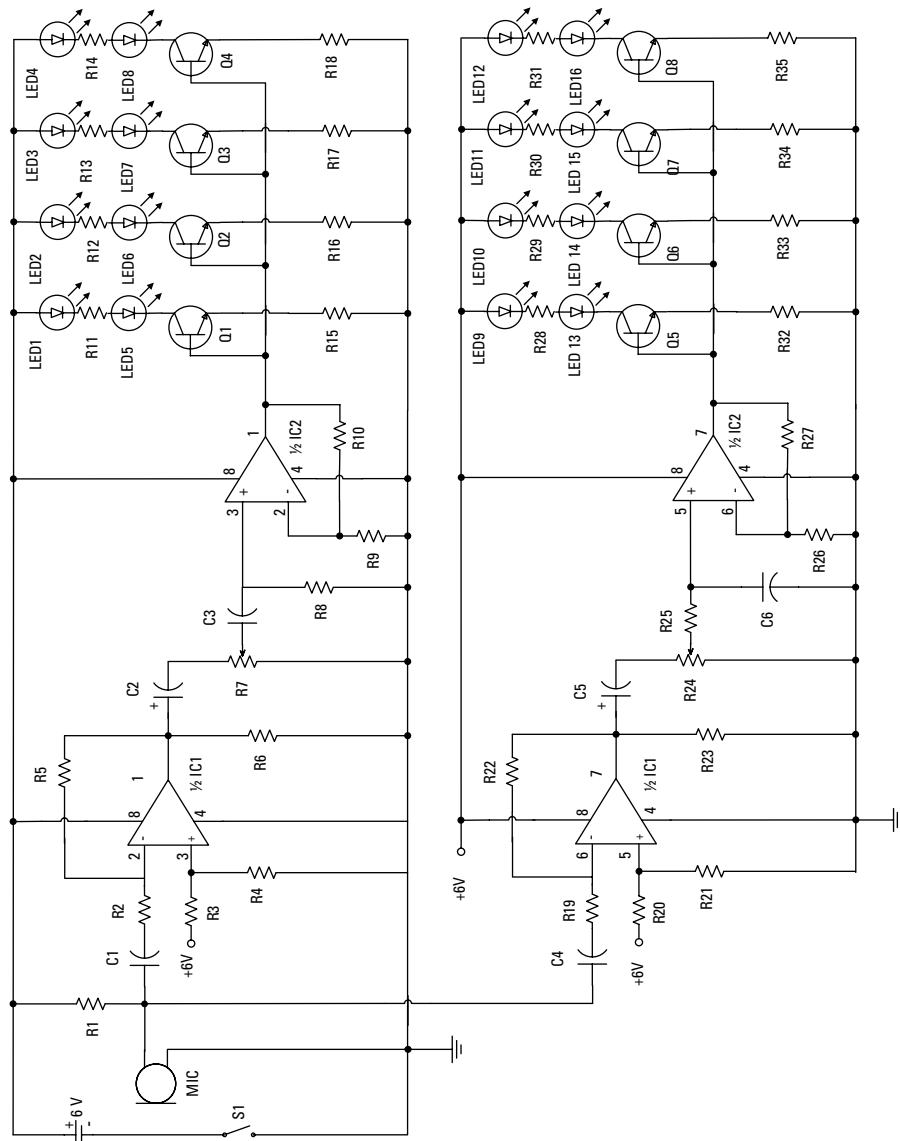 LED4
R14
LED8
Q4
R18
LED3
R13
LED7
Q3
R17
LED2
R12
LED6
Q2
R16
LED1
R11
LED5
Q1
R15
1
½ IC2
R10
8
4
+
-
3
2
R9
R8
C3
R7
C2
+
R5
R6
1
½ IC1
8
4
-
+
2
3
R4
R2
R3
+6V
C1
R1
MIC
+
6 V
-
S1
LED12
R31
LED16
Q8
R35
LED11
R30
LED 15
Q7
R34
LED10
R29
LED 14
Q6
R33
LED9
R28
LED 13
Q5
R32
7
½ IC2
R27
8
4
+
-
5
6
R26
R25
C6
R24
C5
+
R22
R23
7
½ IC1
8
4
-
+
6
5
+6V
R21
R19
R20
+6V
C4